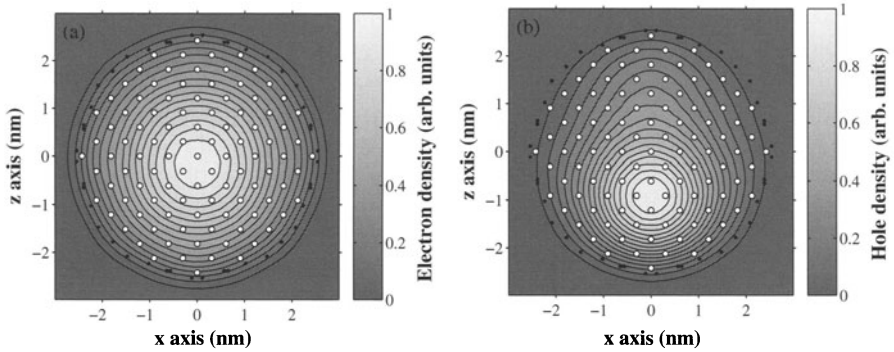 (a)
2
1
0
−1
−2
z axis (nm)
−2 −1 0 1 2
x axis (nm)
1
0.8
0.6
0.4
0.2
0
Electron density (arb. units)
(b)
2
1
0
−1
−2
z axis (nm)
−2 −1 0 1 2
x axis (nm)
1
0.8
0.6
0.4
0.2
0
Hole density (arb. units)